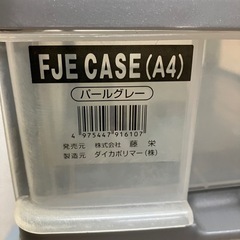 FJE CASE(A4)
パールグレー
4 975447 916107
発売元 株式会社 藤 栄
製造元 ダイカポリマー(株)